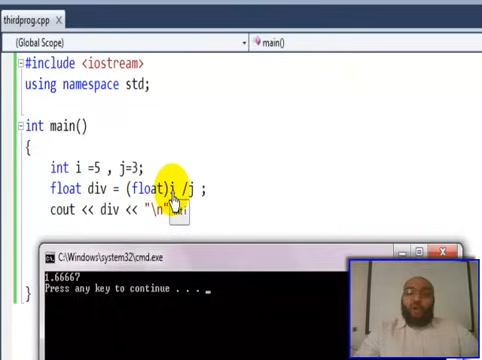 thirdprog.cpp X
(Global Scope) main()
#include <iostream>
using namespace std;
int main()
{
int i =5 , j=3;
float div = (float)i /j ;
cout << div << "\n"
C:\Windows\system32\cmd.exe
1.66667
Press any key to continue . . . _
}